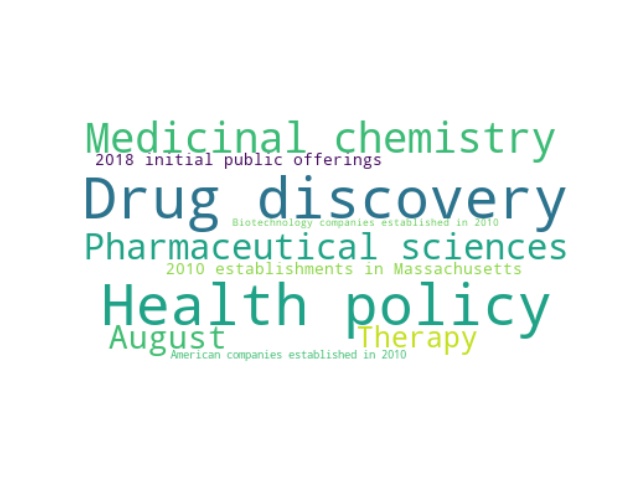 Medicinal chemistry
2018 initial public offerings
Drug discovery
Biotechnology companies established in 2010
Pharmaceutical sciences
2010 establishments in Massachusetts
Health policy
August Therapy
American companies established in 2010